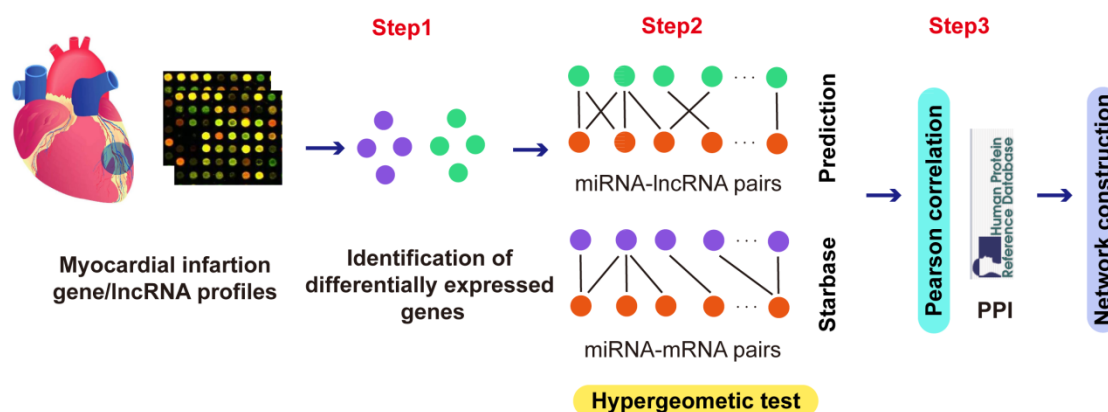 Step1
Step2
Step3
Prediction
miRNA-lncRNA pairs
Starbase
miRNA-mRNA pairs
Hypergeometic test
Myocardial infartion
gene/lncRNA profiles
Identification of
differentially expressed
genes
Pearson correlation
Human Protein
Reference Database
PPI
Network construction